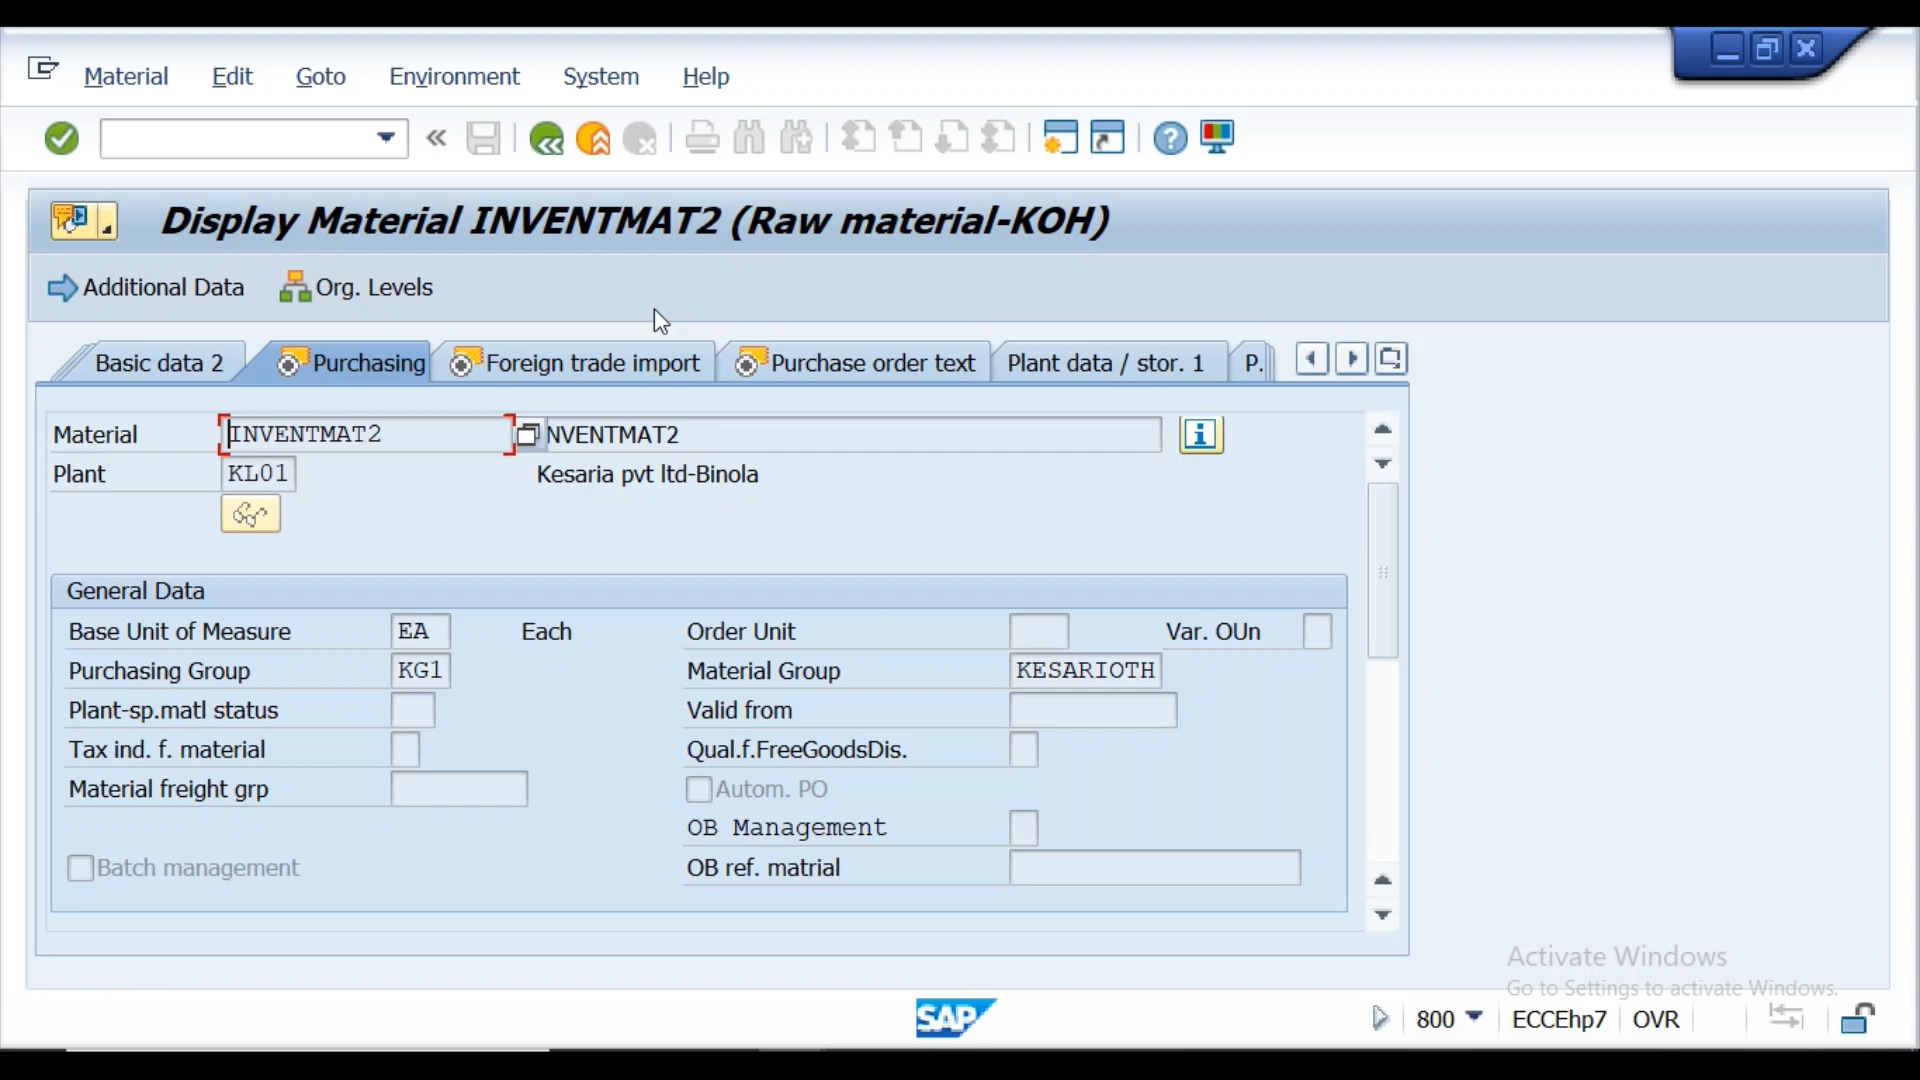 Material Edit Goto Environment System Help
Display Material INVENTMAT2 (Raw material-KOH)
Additional Data Org. Levels
Basic data 2 Purchasing Foreign trade import Purchase order text Plant data / stor. 1 P.
Material INVENTMAT2 NVENTMAT2
Plant KL01 Kesaria pvt ltd-Binola
General Data
Base Unit of Measure EA Each Order Unit Var. OUn
Purchasing Group KG1 Material Group KESARIOTH
Plant-sp.matl status Valid from
Tax ind. f. material Qual.f.FreeGoodsDis.
Material freight grp Autom. PO
OB Management
Batch management OB ref. matrial
Activate Windows
Go to Settings to activate Windows.
SAP 800 ECCEhp7 OVR